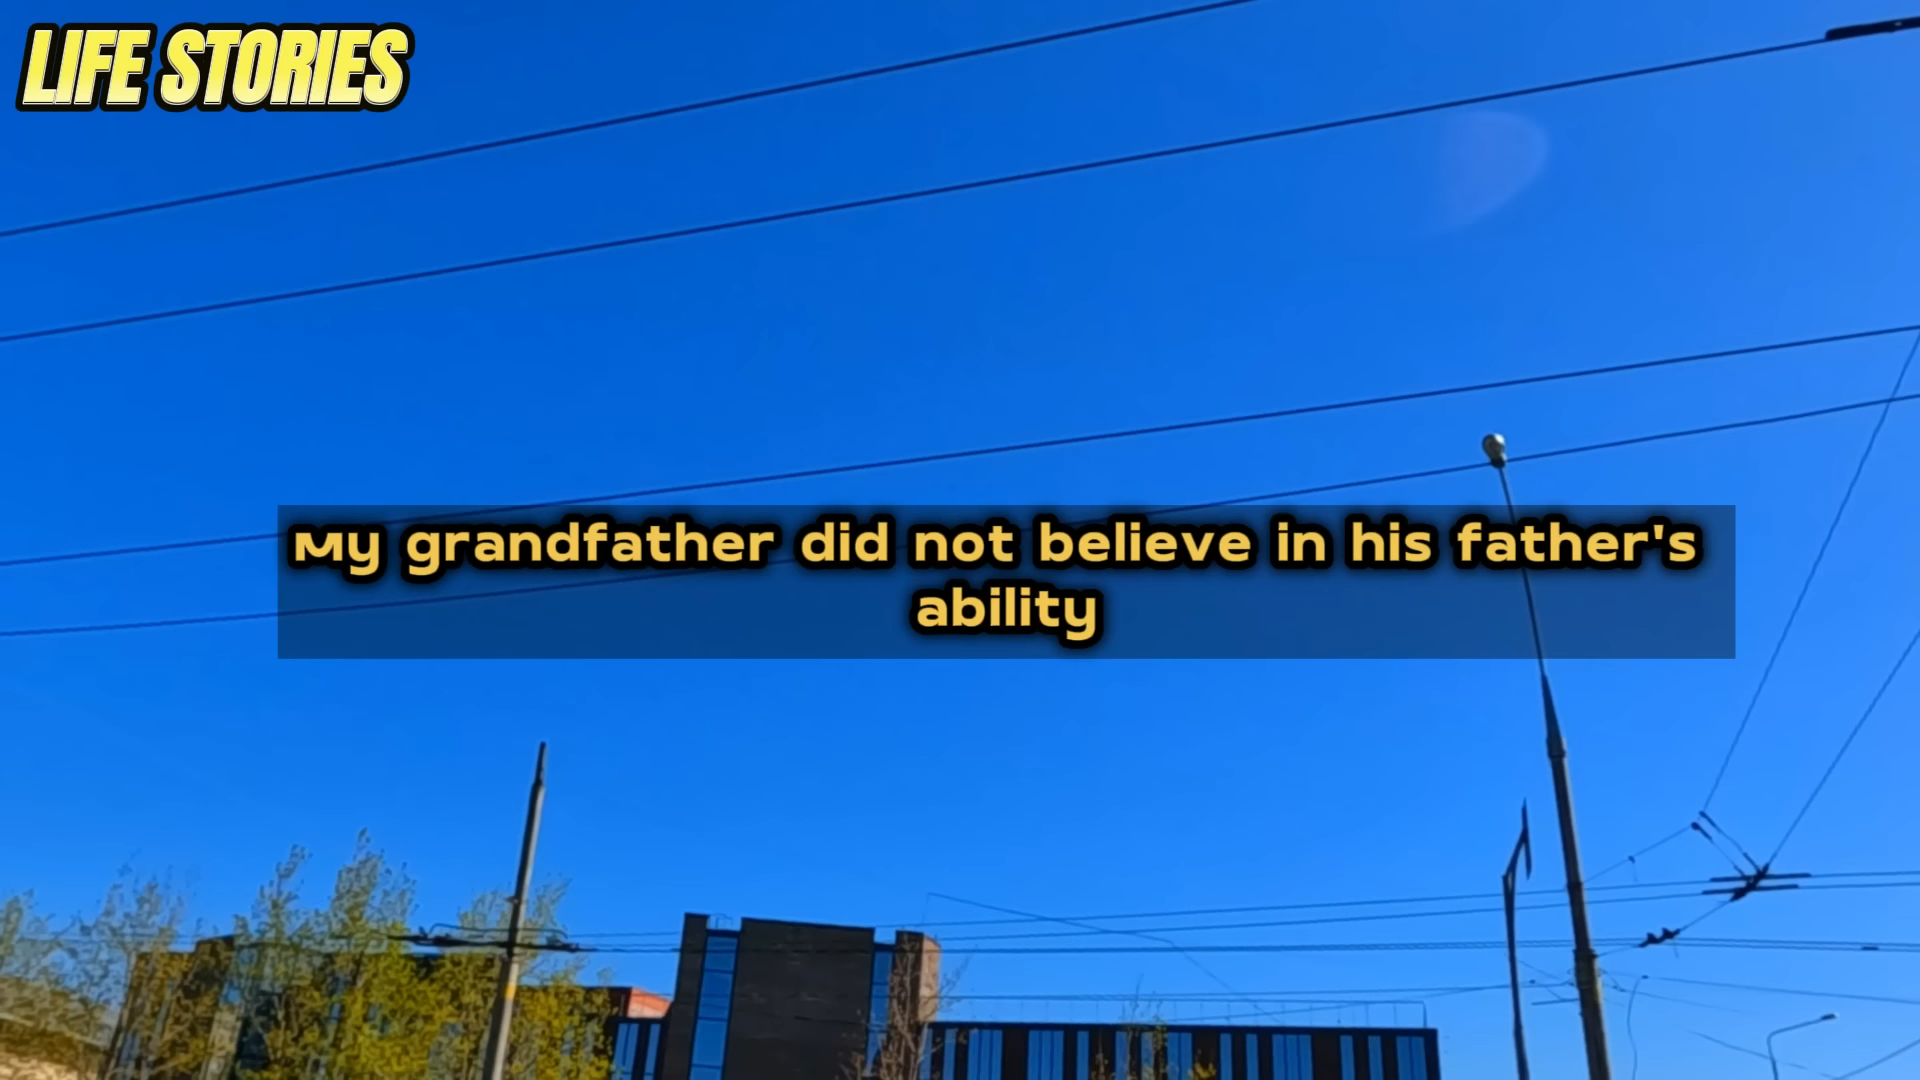 LIFE STORIES
My grandfather did not believe in his father's
ability